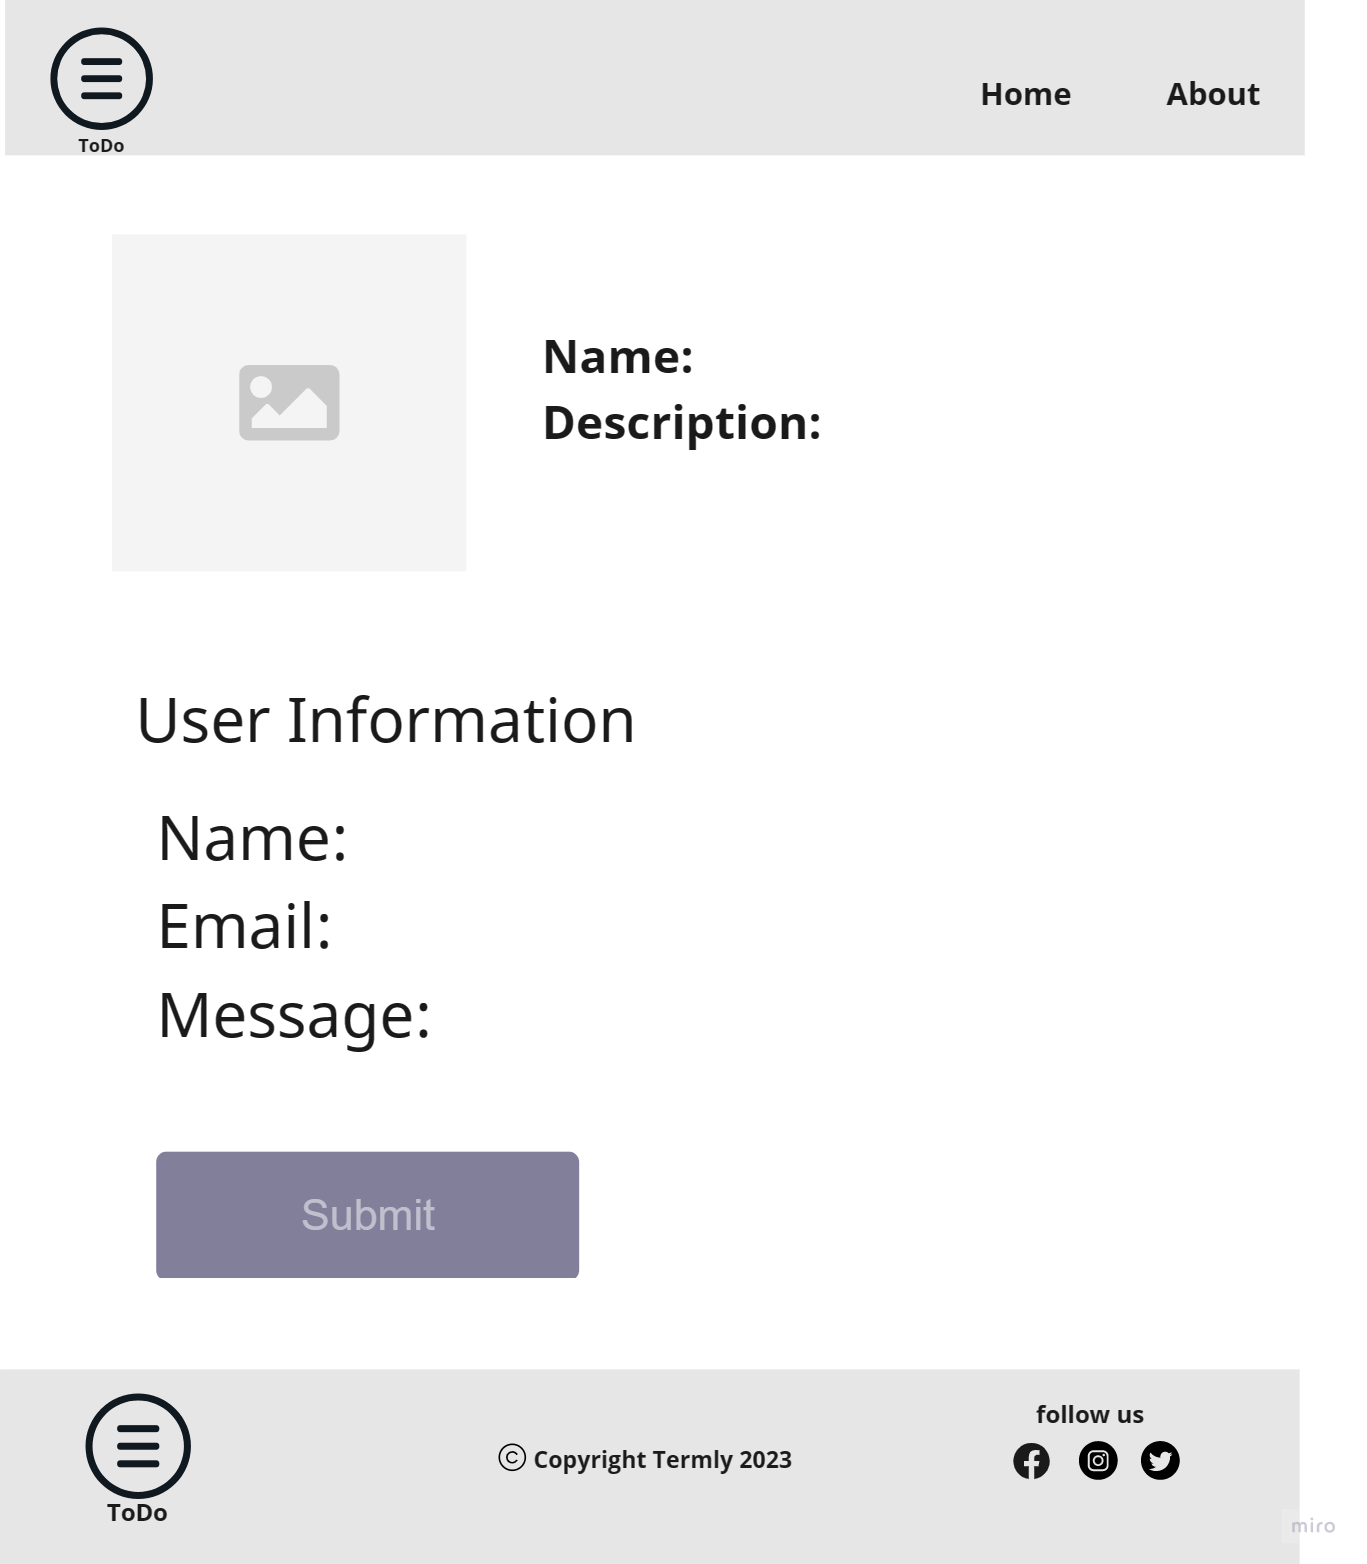 ToDo
Home About
Name:
Description:
User Information
Name:
Email:
Message:
Submit
follow us
© Copyright Termly 2023
ToDo
miro